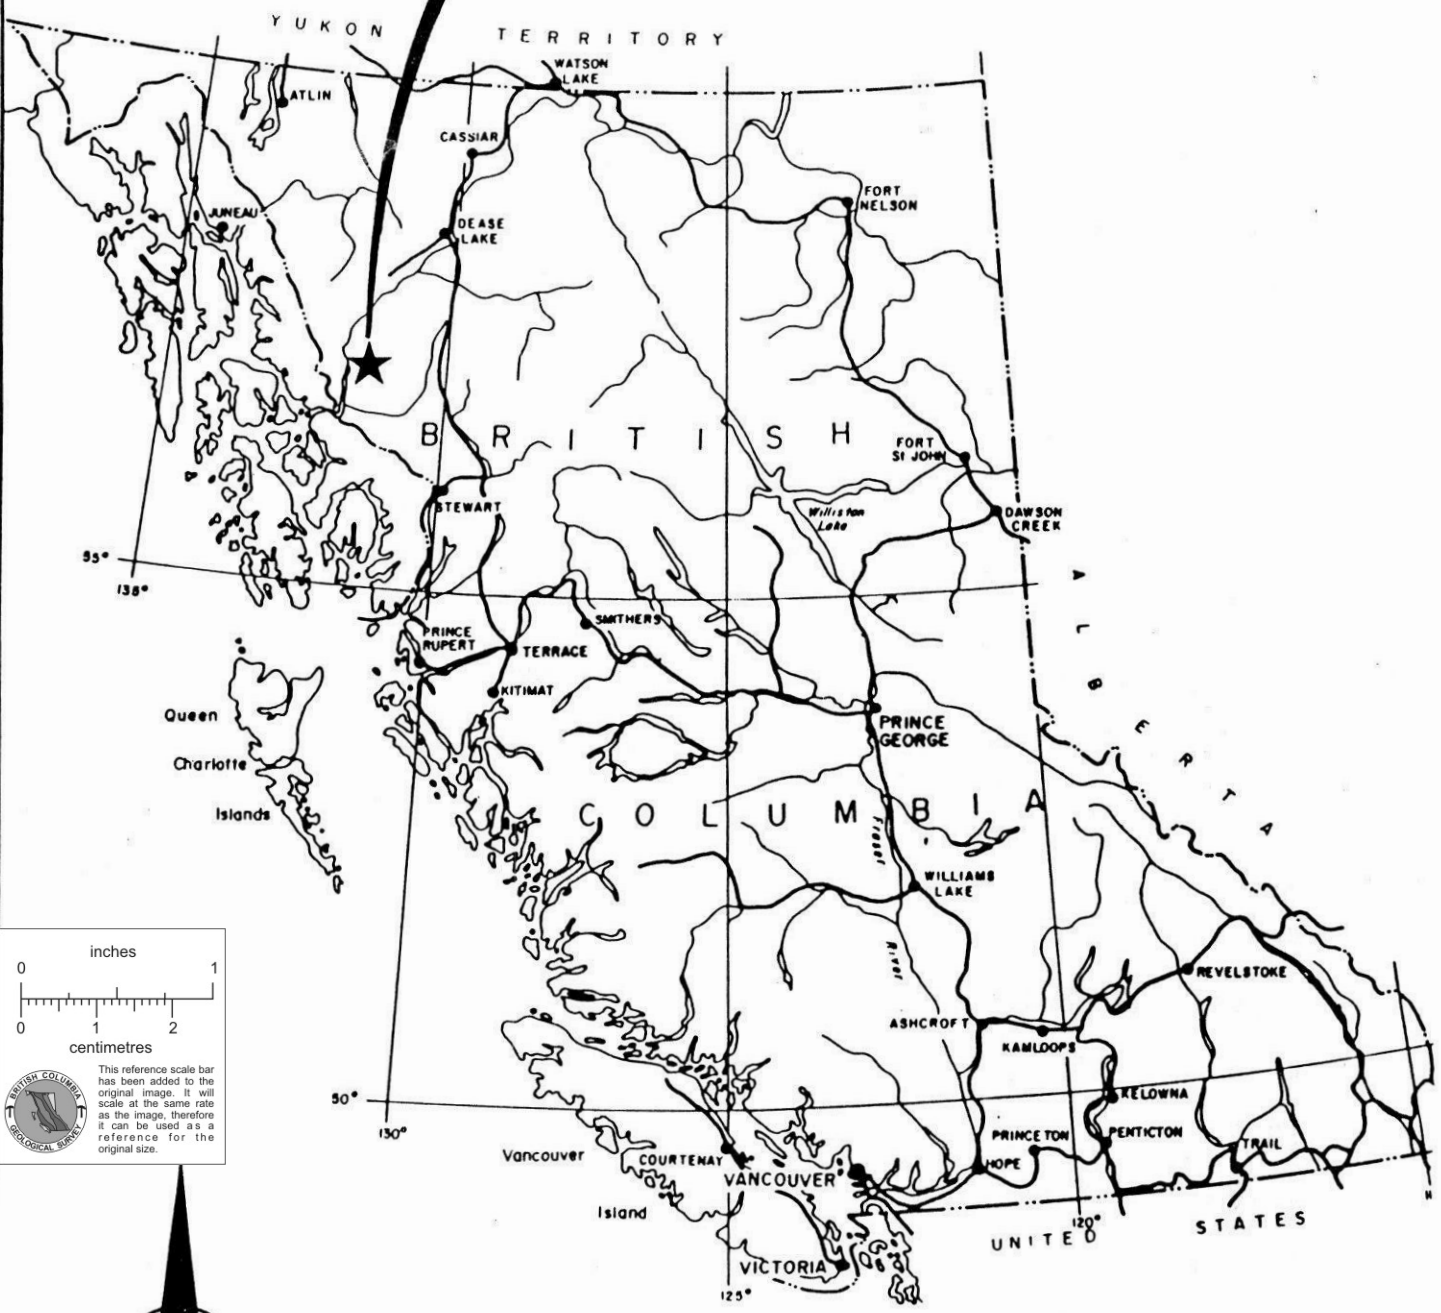 YUKON TERRITORY
WATSON
LAKE
ATLIN
CASSIAR
FORT
NELSON
JUNEAU
DEASE
LAKE
BRITISH
FORT
St JOHN
STEWART
Williston
Lake
DAWSON
CREEK
55°
135°
ALBERTA
SMITHERS
PRINCE
RUPERT
TERRACE
KITIMAT
Queen
Charlotte
Islands
PRINCE
GEORGE
COLUMBIA
Fraser
River
WILLIAMS
LAKE
REVELSTOKE
ASHCROFT
KAMLOOPS
inches
0 1
0 1 2
centimetres
This reference scale bar
has been added to the
original image. It will
scale at the same rate
as the image, therefore
it can be used as a
reference for the
original size.
BRITISH COLUMBIA
GEOLOGICAL SURVEY
50°
130°
KELOWNA
PRINCETON
PENTICTON
TRAIL
HOPE
Vancouver
Island
COURTENAY
VANCOUVER
VICTORIA
125°
120°
UNITED STATES